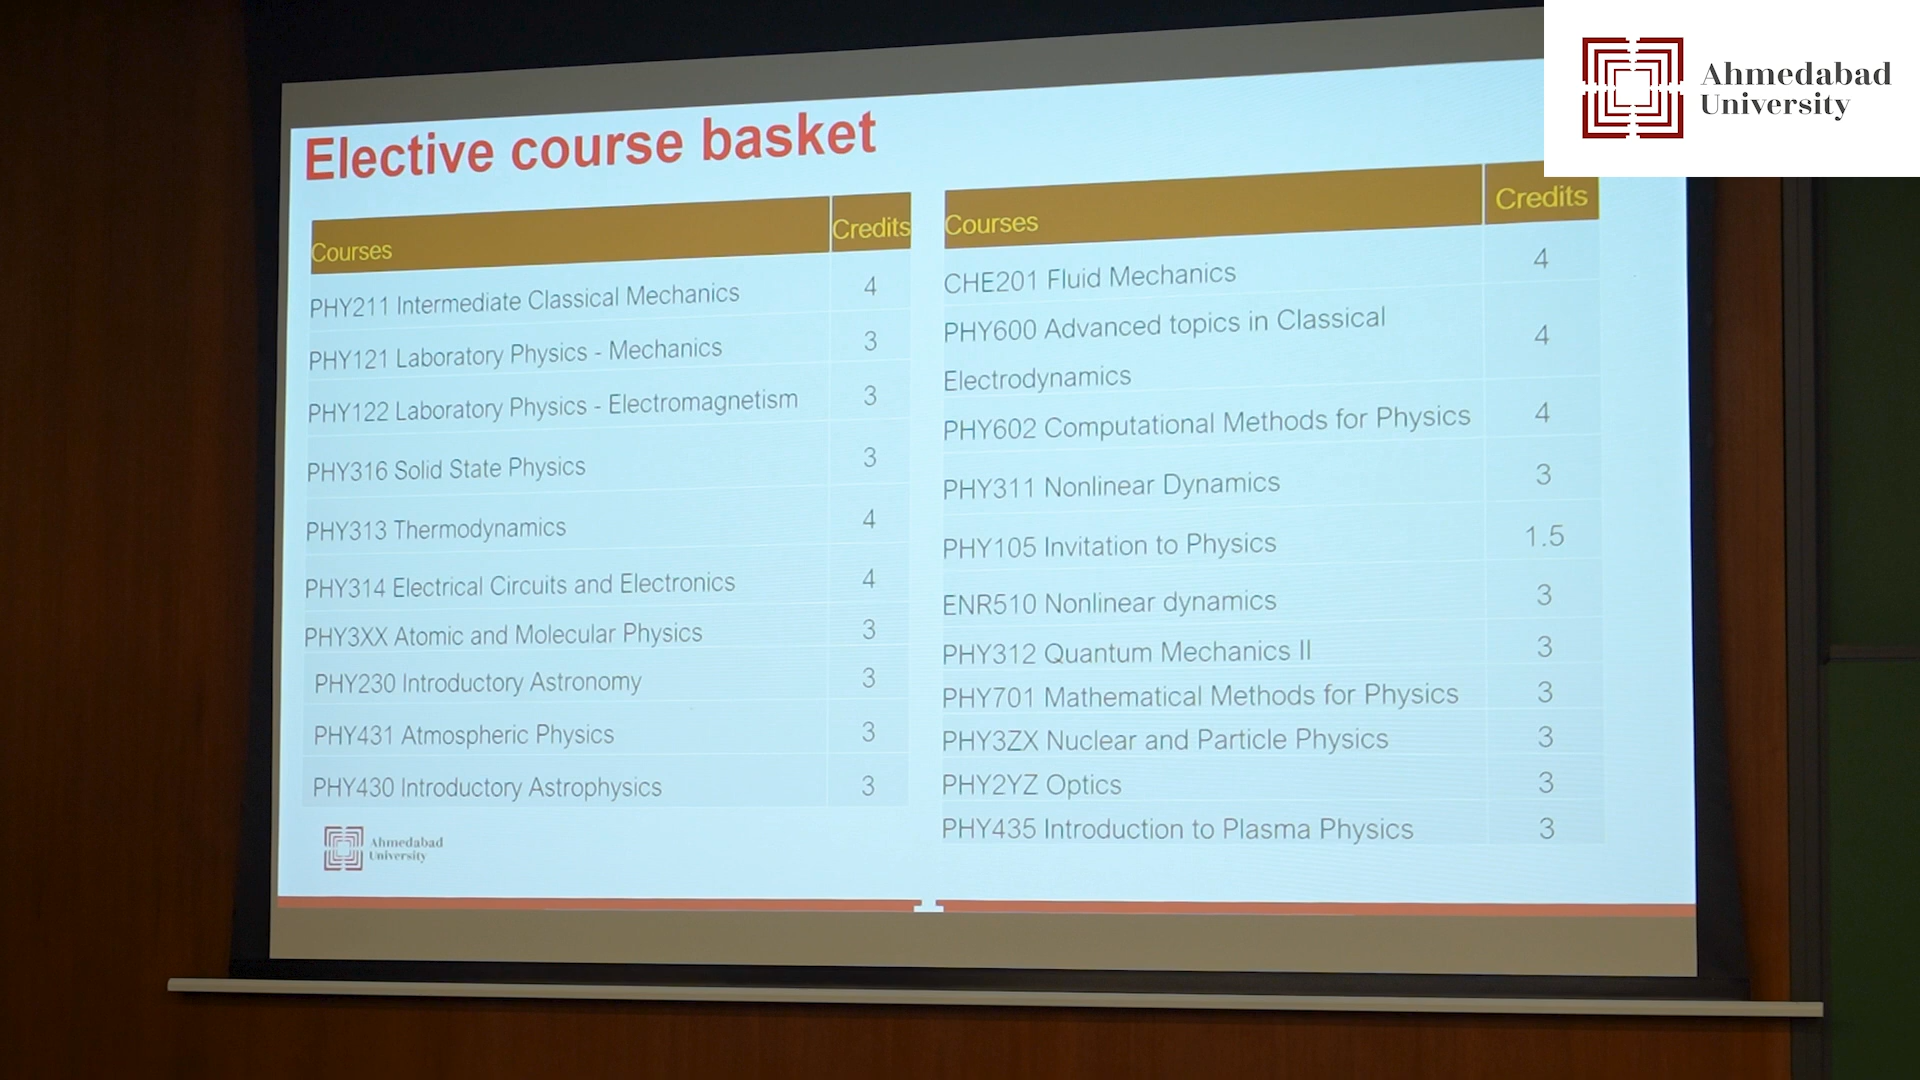 Ahmedabad
University
Elective course basket
Courses Credits
PHY211 Intermediate Classical Mechanics 4
PHY121 Laboratory Physics - Mechanics 3
PHY122 Laboratory Physics - Electromagnetism 3
PHY316 Solid State Physics 3
PHY313 Thermodynamics 4
PHY314 Electrical Circuits and Electronics 4
PHY3XX Atomic and Molecular Physics 3
PHY230 Introductory Astronomy 3
PHY431 Atmospheric Physics 3
PHY430 Introductory Astrophysics 3
Courses Credits
CHE201 Fluid Mechanics 4
PHY600 Advanced topics in Classical 4
Electrodynamics
PHY602 Computational Methods for Physics 4
PHY311 Nonlinear Dynamics 3
PHY105 Invitation to Physics 1.5
ENR510 Nonlinear dynamics 3
PHY312 Quantum Mechanics II 3
PHY701 Mathematical Methods for Physics 3
PHY3ZX Nuclear and Particle Physics 3
PHY2YZ Optics 3
PHY435 Introduction to Plasma Physics 3
Ahmedabad
University